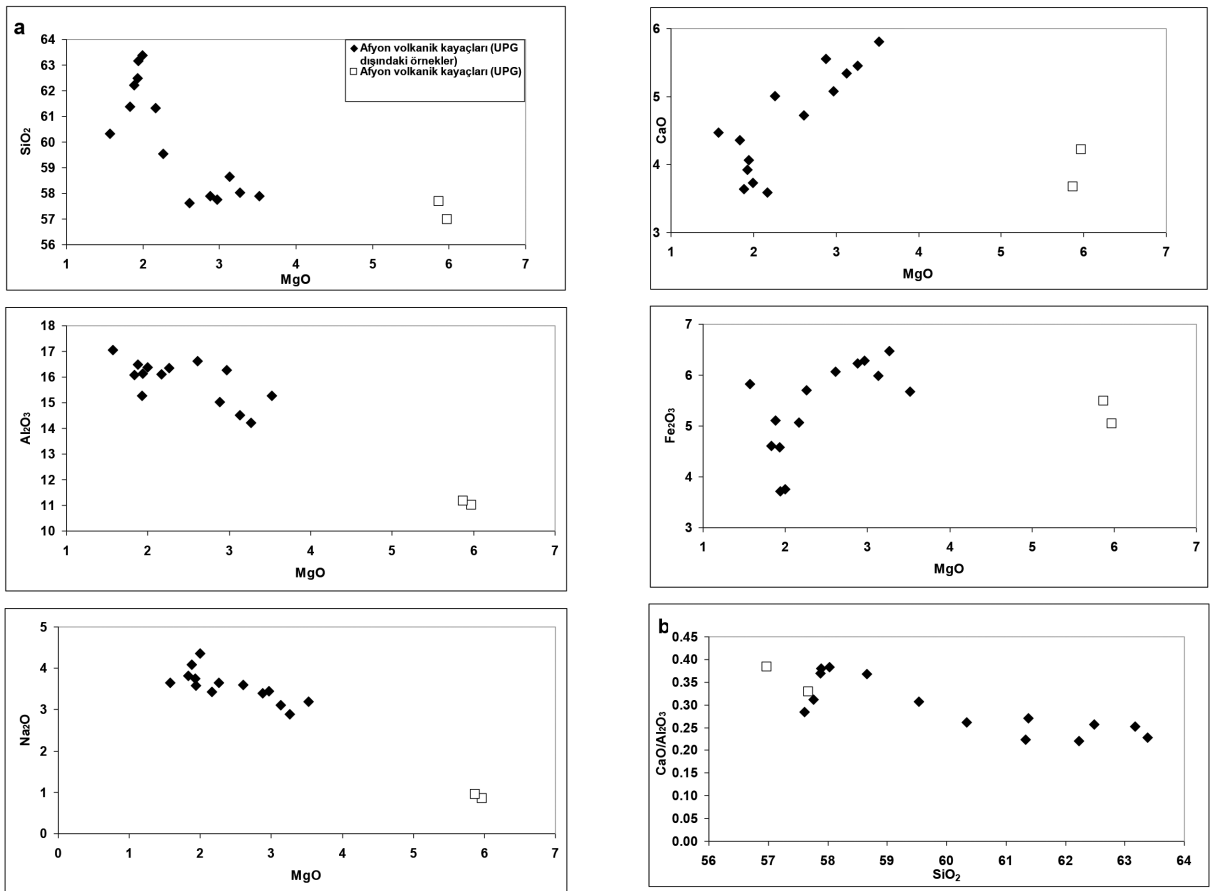 a
64
63
62
61
60
59
58
57
56
SiO2
1 2 3 4 5 6 7
MgO
Afyon volkanik kayaçları (UPG
dışındaki örnekler)
Afyon volkanik kayaçları (UPG)
6
5
4
3
CaO
1 2 3 4 5 6 7
MgO
18
17
16
15
14
13
12
11
10
Al2O3
1 2 3 4 5 6 7
MgO
7
6
5
4
3
Fe2O3
1 2 3 4 5 6 7
MgO
5
4
3
2
1
0
Na2O
0 1 2 3 4 5 6 7
MgO
b
0.45
0.40
0.35
0.30
0.25
0.20
0.15
0.10
0.05
0.00
CaO/Al2O3
56 57 58 59 60 61 62 63 64
SiO2